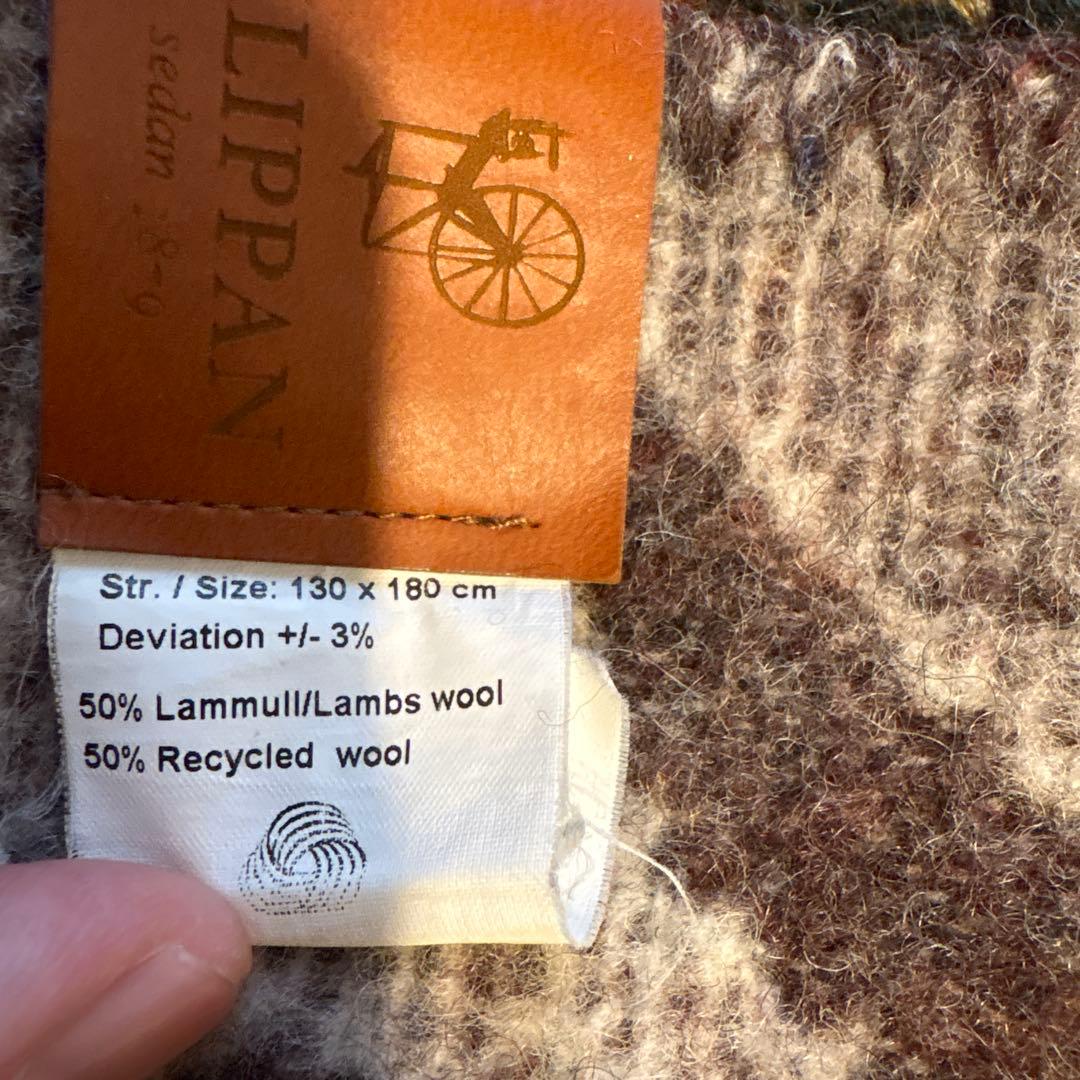 LIPPAN
sedan 18-9
Str. / Size: 130 x 180 cm
Deviation +/- 3%
50% Lammull/Lambs wool
50% Recycled wool